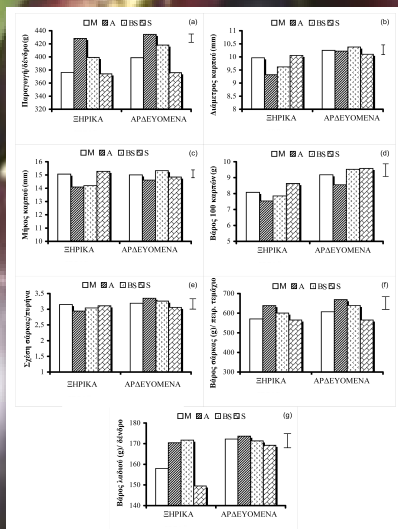 M A BS S (a)
Παραγωγή/δένδρο(g)
440
420
400
380
360
340
320
ΞΗΡΙΚΑ ΑΡΔΕΥΟΜΕΝΑ
M A BS S (b)
Διάμετρος καρπού (mm)
11
10,5
10
9,5
9
8,5
8
ΞΗΡΙΚΑ ΑΡΔΕΥΟΜΕΝΑ
M A BS S (c)
Μήκος καρπού (mm)
16
15
14
13
12
11
10
ΞΗΡΙΚΑ ΑΡΔΕΥΟΜΕΝΑ
M A BS S (d)
Βάρος 100 καρπών(g)
10
9
8
7
6
5
ΞΗΡΙΚΑ ΑΡΔΕΥΟΜΕΝΑ
M A BS S (e)
Σχέση σάρκας/πυρήνα
3,5
3
2,5
2
1,5
1
ΞΗΡΙΚΑ ΑΡΔΕΥΟΜΕΝΑ
M A BS S (f)
Βάρος σάρκας (g)/ πειρ. τεμάχιο
700
600
500
400
300
ΞΗΡΙΚΑ ΑΡΔΕΥΟΜΕΝΑ
M A BS S (g)
Βάρος λαδιού (g)/ δένδρο
180
170
160
150
140
ΞΗΡΙΚΑ ΑΡΔΕΥΟΜΕΝΑ